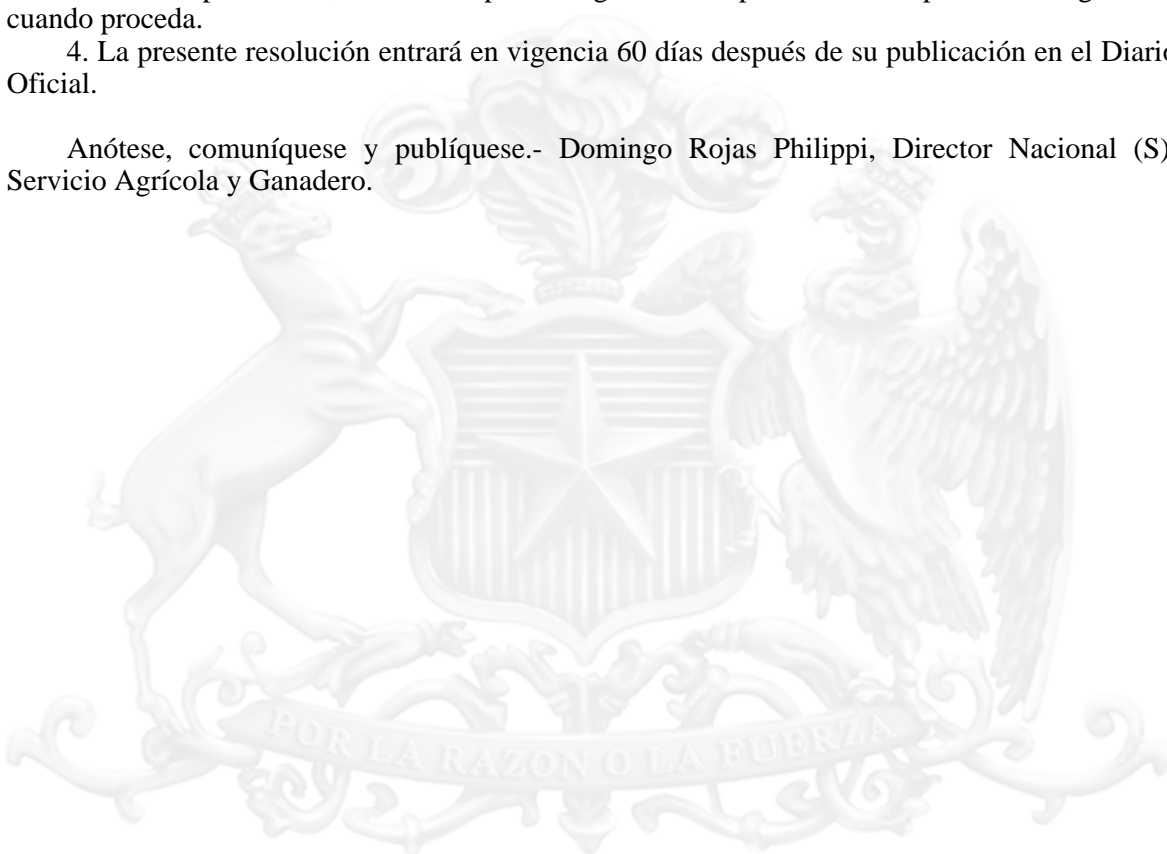 cuando proceda.
4. La presente resolución entrará en vigencia 60 días después de su publicación en el Diario
Oficial.
Anótese, comuníquese y publíquese.- Domingo Rojas Philippi, Director Nacional (S)
Servicio Agrícola y Ganadero.
POR LA RAZON O LA FUERZA